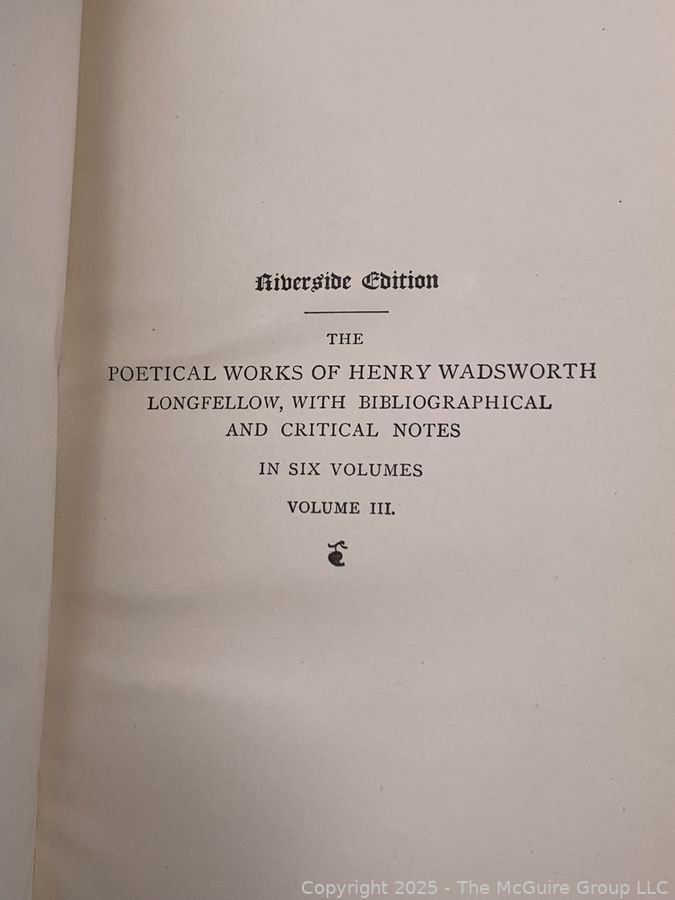 Riverside Edition
THE
POETICAL WORKS OF HENRY WADSWORTH
LONGFELLOW, WITH BIBLIOGRAPHICAL
AND CRITICAL NOTES
IN SIX VOLUMES
VOLUME III.
Copyright 2025 - The McGuire Group LLC